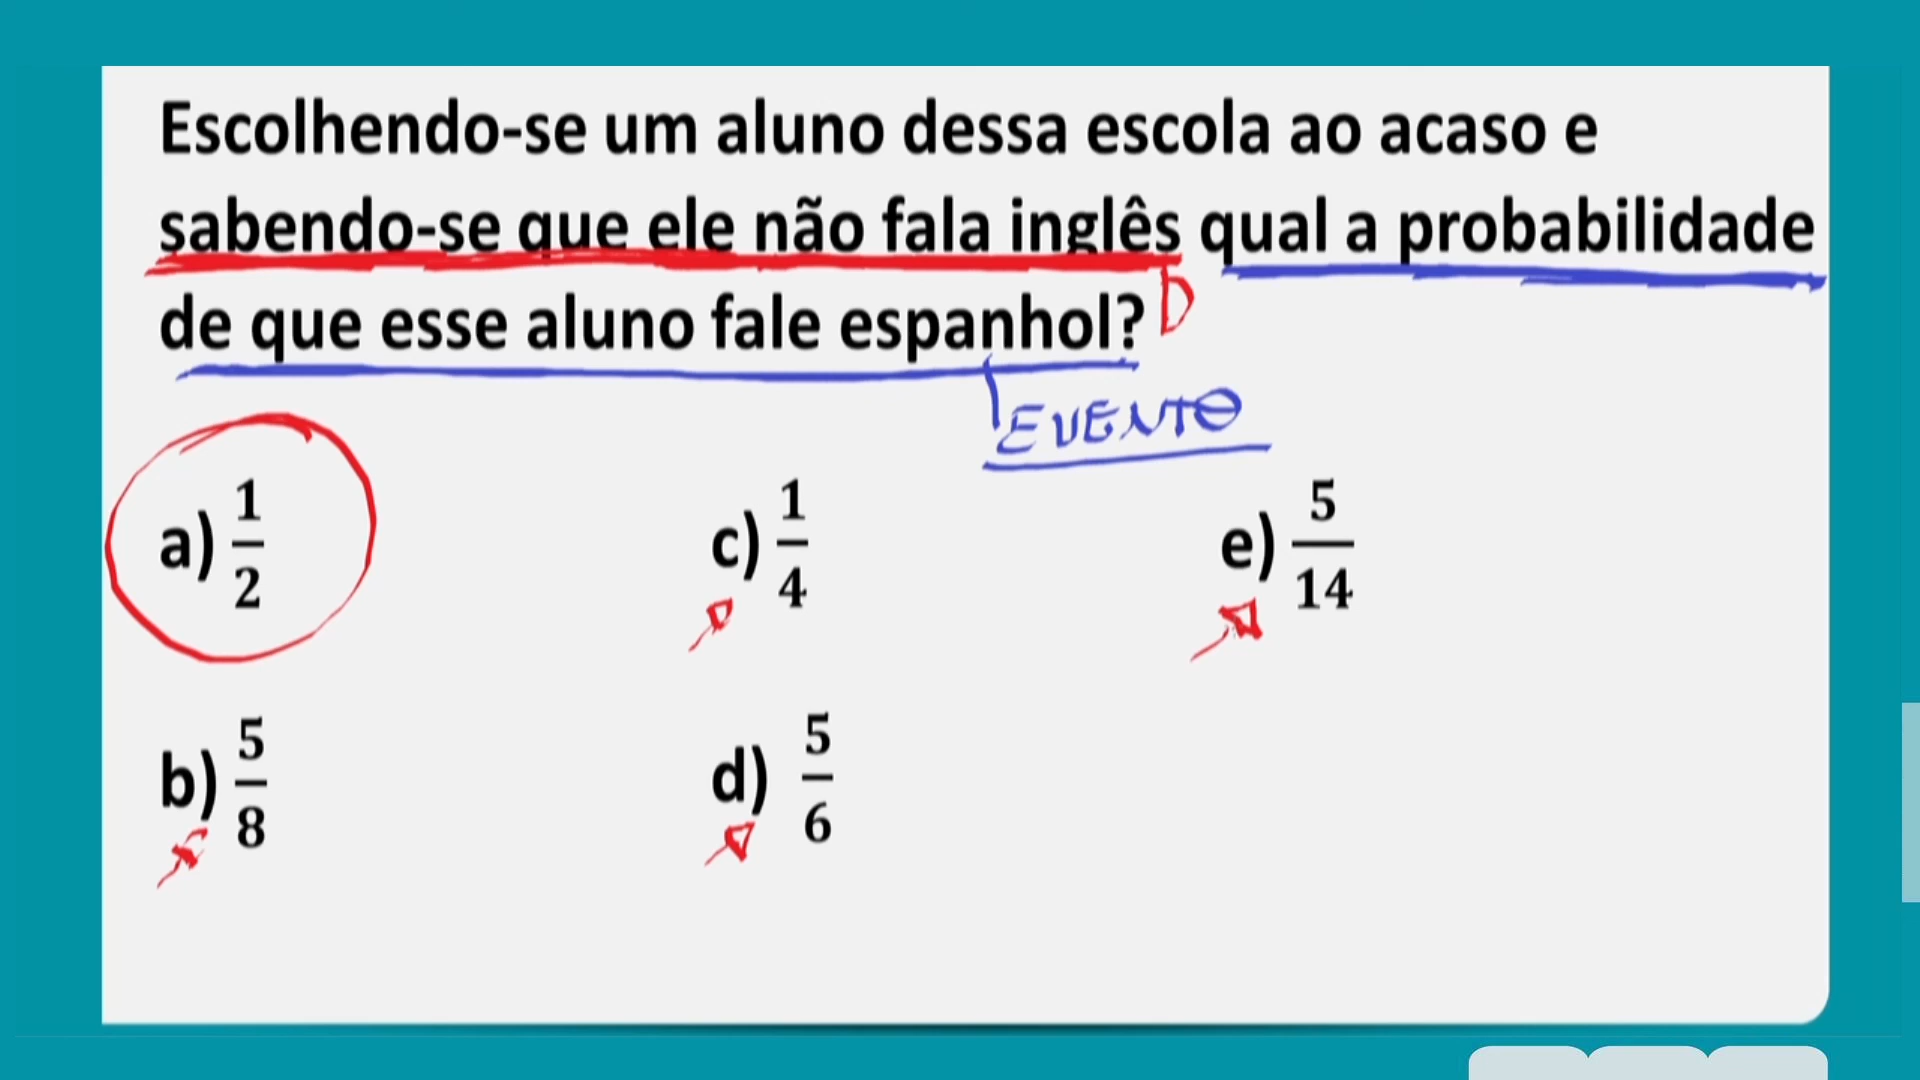 Escolhendo-se um aluno dessa escola ao acaso e
sabendo-se que ele não fala inglês qual a probabilidade
de que esse aluno fale espanhol?
EVENTO
a) 1/2
c) 1/4
e) 5/14
b) 5/8
d) 5/6